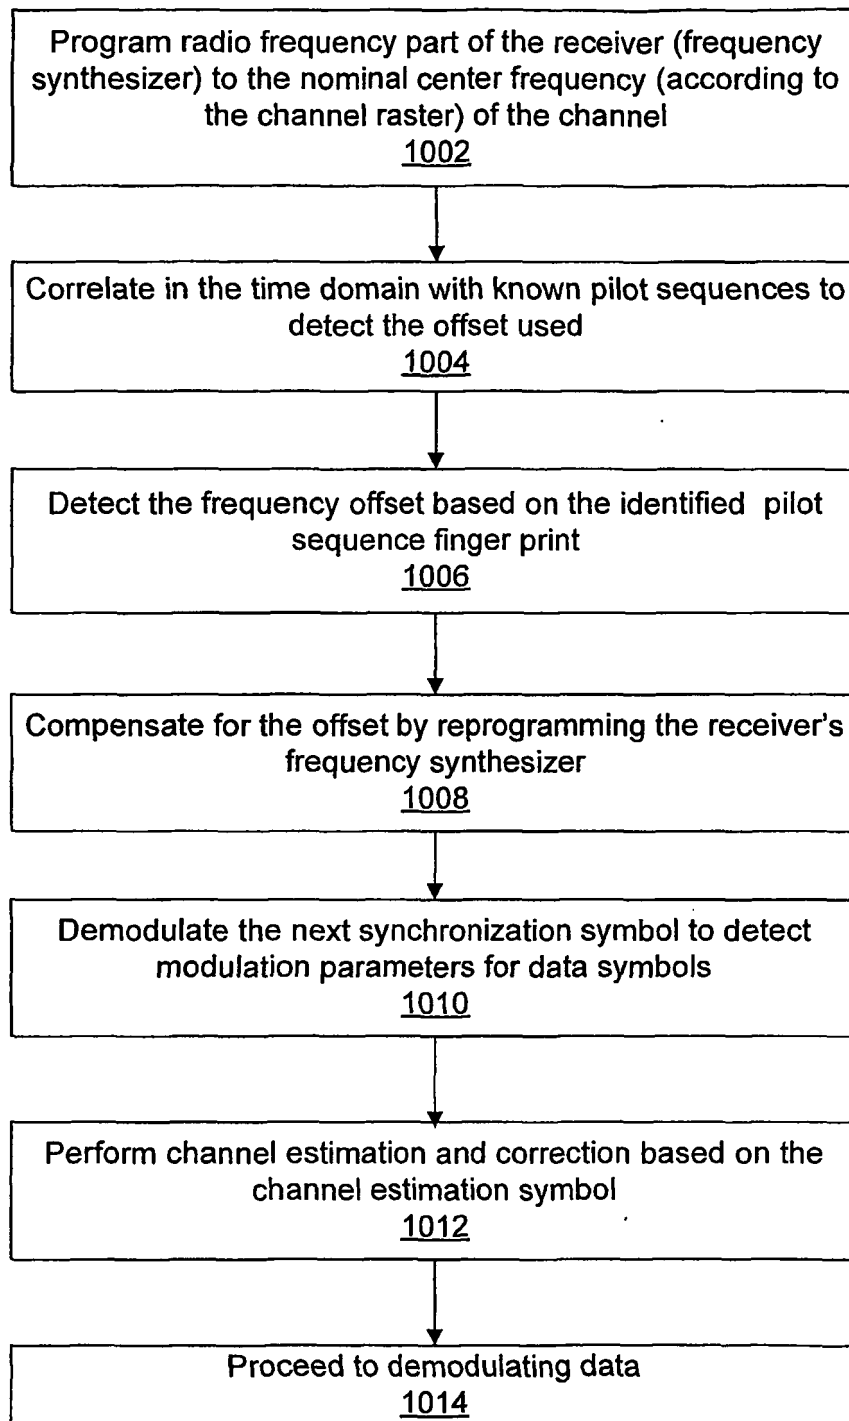 Program radio frequency part of the receiver (frequency
synthesizer) to the nominal center frequency (according to
the channel raster) of the channel
1002
Correlate in the time domain with known pilot sequences to
detect the offset used
1004
Detect the frequency offset based on the identified pilot
sequence finger print
1006
Compensate for the offset by reprogramming the receiver's
frequency synthesizer
1008
Demodulate the next synchronization symbol to detect
modulation parameters for data symbols
1010
Perform channel estimation and correction based on the
channel estimation symbol
1012
Proceed to demodulating data
1014